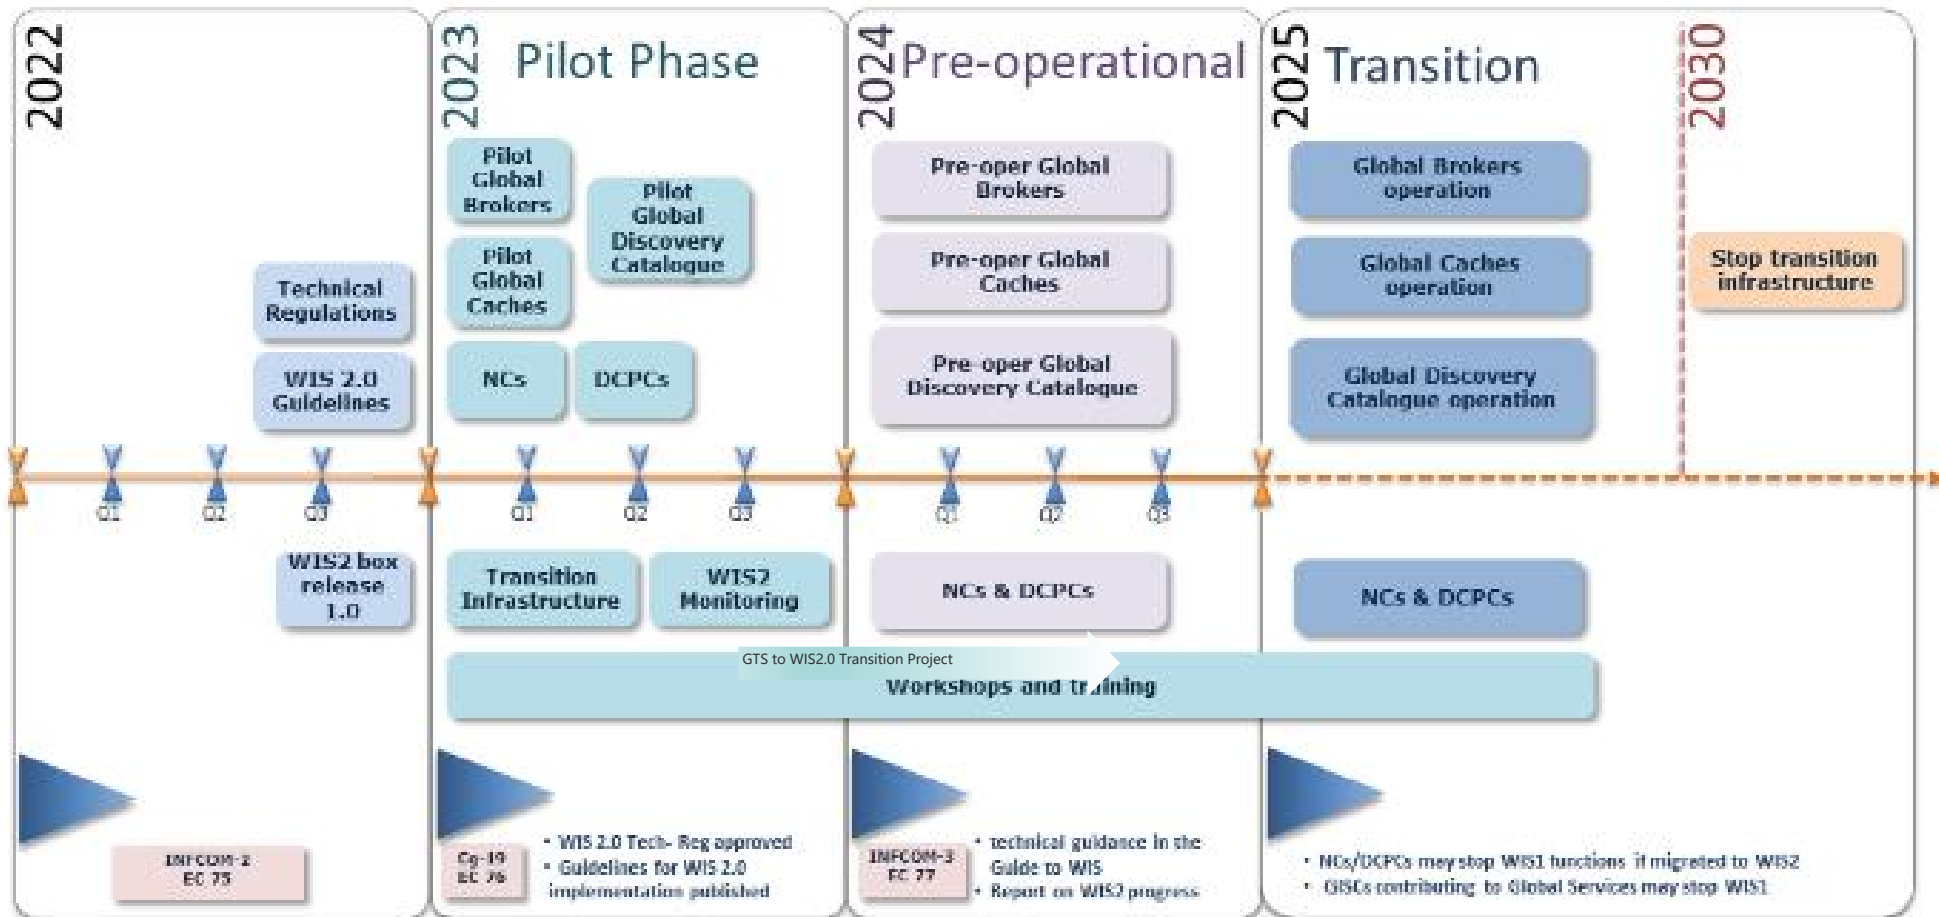 2022
2023
Pilot Phase
2024
Pre-operational
2025
Transition
2030
Technical
Regulations
WIS 2.0
Guidelines
Pilot
Global
Brokers
Pilot
Global
Caches
Pilot
Global
Discovery
Catalogue
NCs
DCPCs
Pre-oper Global
Brokers
Pre-oper Global
Caches
Pre-oper Global
Discovery Catalogue
Global Brokers
operation
Global Caches
operation
Global Discovery
Catalogue operation
Stop transition
infrastructure
Q1
Q2
Q3
Q1
Q2
Q3
Q1
Q2
Q3
WIS2 box
release
1.0
Transition
Infrastructure
WIS2
Monitoring
NCs & DCPCs
NCs & DCPCs
GTS to WIS2.0 Transition Project
Workshops and training
INFCOM-2
EC 75
Cg-19
EC 76
• WIS 2.0 Tech- Reg approved
• Guidelines for WIS 2.0
implementation published
INFCOM-3
EC 77
• technical guidance in the
Guide to WIS
• Report on WIS2 progress
• NCs/DCPCs may stop WIS1 functions if migrated to WIS2
• GISCs contributing to Global Services may stop WIS1